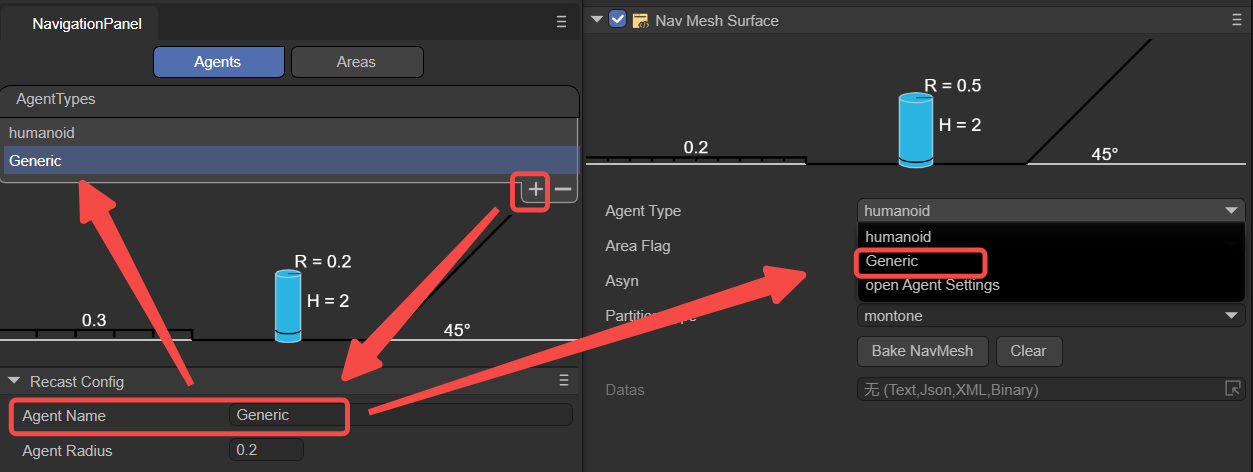 NavigationPanel
Agents
Areas
AgentTypes
humanoid
Generic
R = 0.2
H = 2
0.3
45°
Recast Config
Agent Name
Generic
Agent Radius
0.2
Nav Mesh Surface
R = 0.5
H = 2
0.2
45°
Agent Type
humanoid
humanoid
Generic
open Agent Settings
Area Flag
Asyn
montone
Bake NavMesh
Clear
Datas
无 (Text,Json,XML,Binary)